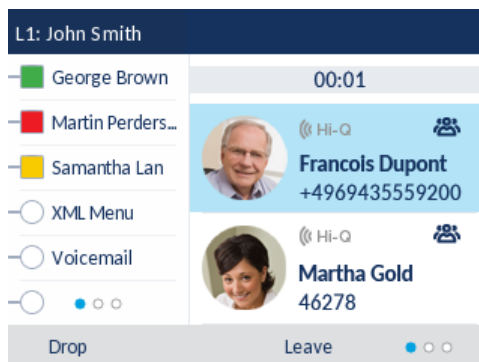 L1: John Smith
George Brown
Martin Perders...
Samantha Lan
XML Menu
Voicemail
00:01
Hi-Q
Francois Dupont
+4969435559200
Hi-Q
Martha Gold
46278
Drop
Leave